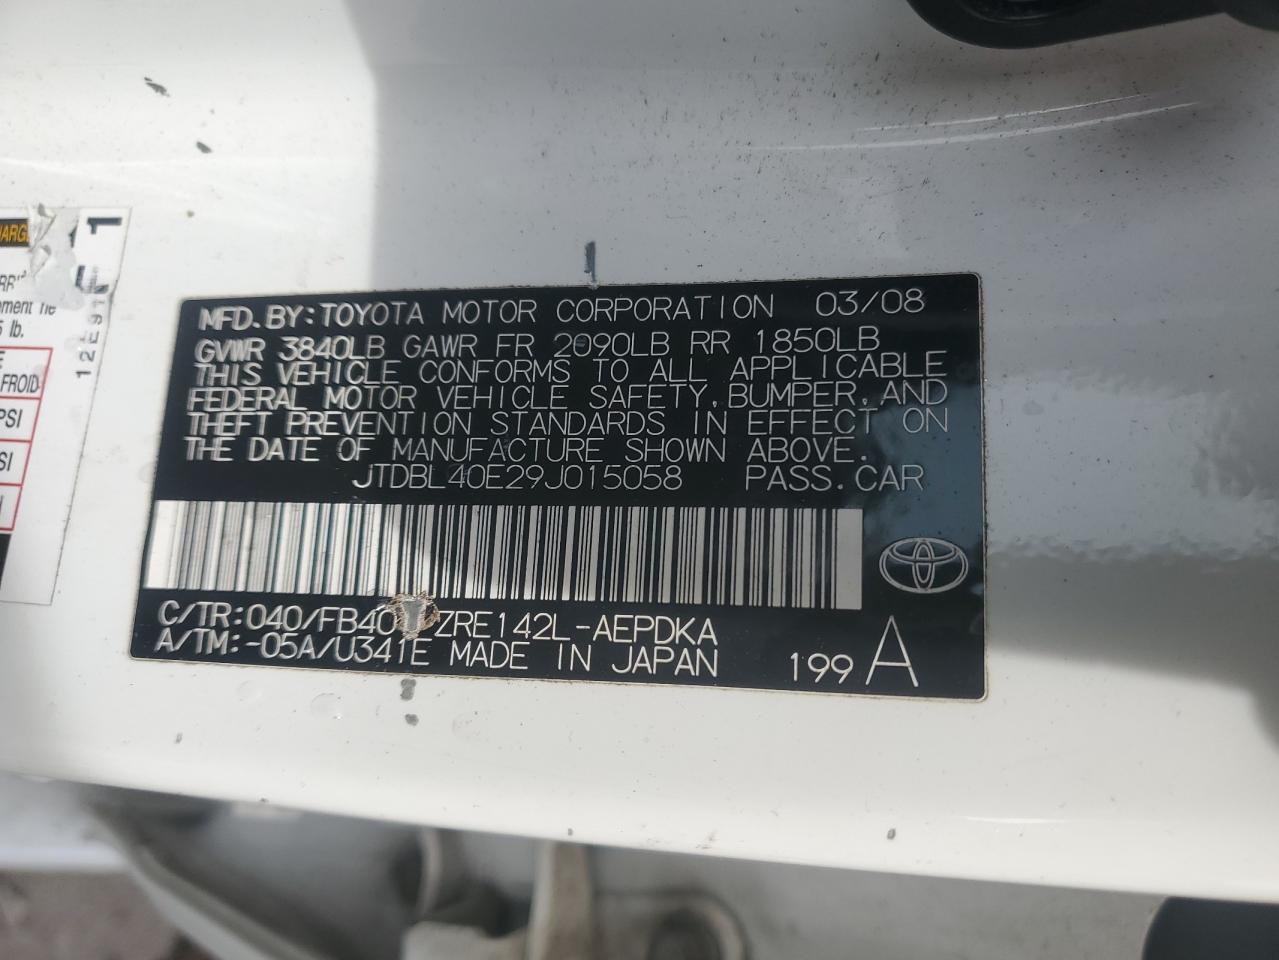 MFD.BY:TOYOTA MOTOR CORPORATION 03/08
GVWR 3840LB GAWR FR 2090LB RR 1850LB
THIS VEHICLE CONFORMS TO ALL APPLICABLE
FEDERAL MOTOR VEHICLE SAFETY, BUMPER, AND
THEFT PREVENTION STANDARDS IN EFFECT ON
THE DATE OF MANUFACTURE SHOWN ABOVE.
JTDBL40E29J015058 PASS.CAR
C/TR:040/FB40 ZRE142L-AEPDKA
A/TM:-05A/U341E MADE IN JAPAN
199 A
lb.
FROID
PSI